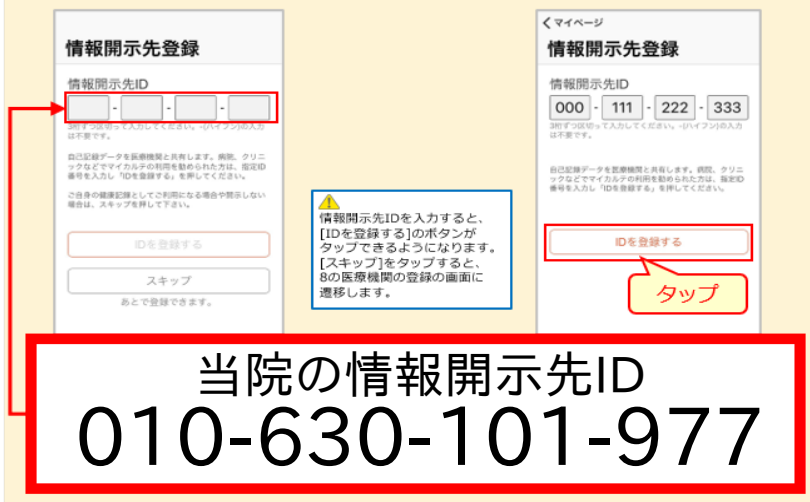 情報開示先登録
情報開示先ID
- - -
3桁ずつ区切って入力してください。-(ハイフン)の入力
は不要です。
自己記録データを医療機関と共有します。病院、クリニ
ックなどでマイカルテの利用を勧められた方は、指定ID
番号を入力し「IDを登録する」を押してください。
ご自身の健康記録としてご利用になる場合や開示しない
場合は、スキップを押して下さい。
IDを登録する
スキップ
あとで登録できます。
情報開示先IDを入力すると、
[IDを登録する]のボタンが
タップできるようになります。
[スキップ]をタップすると、
8の医療機関の登録の画面に
遷移します。
マイページ
情報開示先登録
情報開示先ID
000 - 111 - 222 - 333
3桁ずつ区切って入力してください。-(ハイフン)の入力
は不要です。
自己記録データを医療機関と共有します。病院、クリニ
ックなどでマイカルテの利用を勧められた方は、指定ID
番号を入力し「IDを登録する」を押してください。
IDを登録する
タップ
当院の情報開示先ID
010-630-101-977